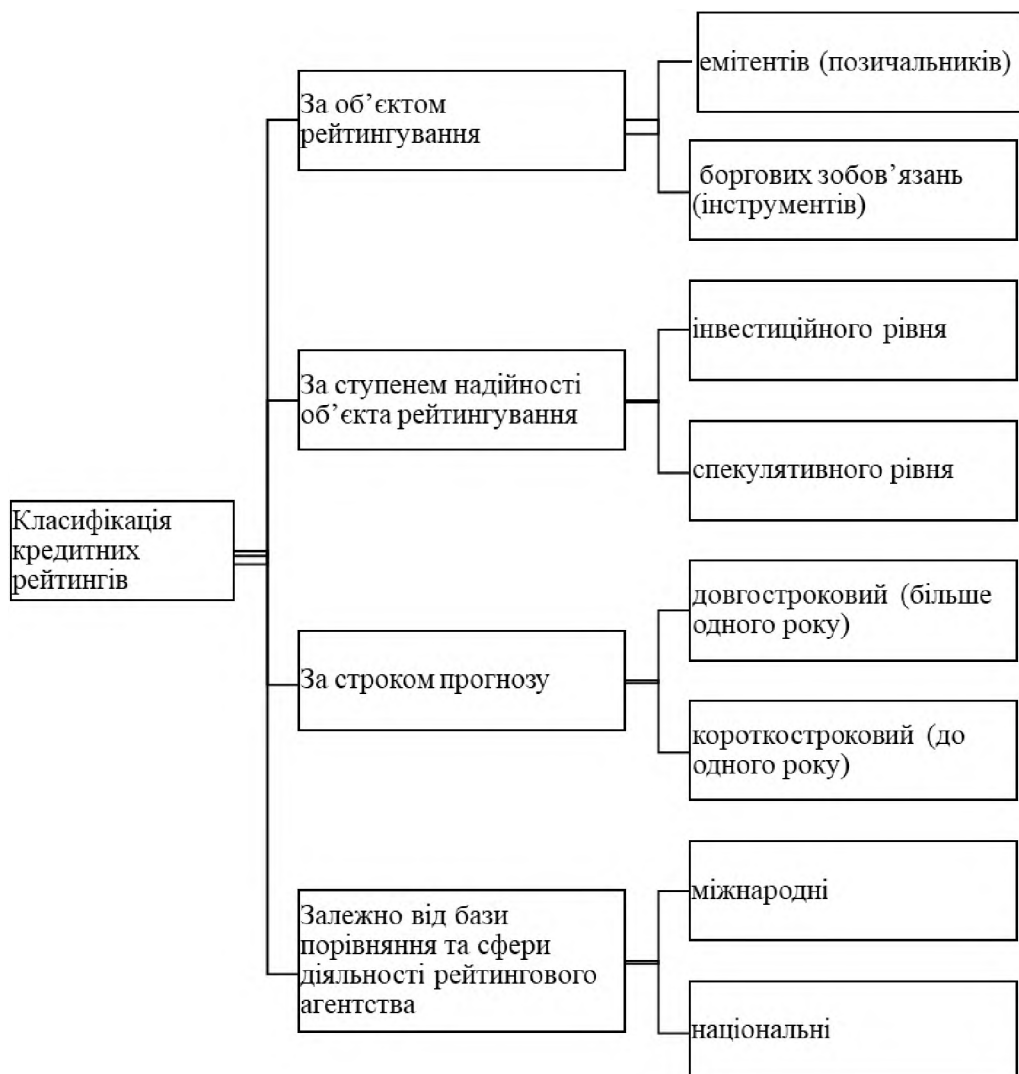 Класифікація
кредитних
рейтингів
За об’єктом
рейтингування
емітентів (позичальників)
боргових зобов’язань
(інструментів)
За ступенем надійності
об’єкта рейтингування
інвестиційного рівня
спекулятивного рівня
За строком прогнозу
довгостроковий (більше
одного року)
короткостроковий (до
одного року)
Залежно від бази
порівняння та сфери
діяльності рейтингового
агентства
міжнародні
національні